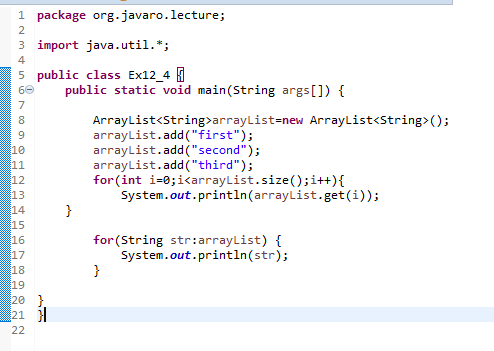 1 package org.javaro.lecture;
2
3 import java.util.*;
4
5 public class Ex12_4 {
6 public static void main(String args[]) {
7
8 ArrayList<String>arrayList=new ArrayList<String>();
9 arrayList.add("first");
10 arrayList.add("second");
11 arrayList.add("third");
12 for(int i=0;i<arrayList.size();i++){
13 System.out.println(arrayList.get(i));
14 }
15
16 for(String str:arrayList) {
17 System.out.println(str);
18 }
19
20 }
21 }
22